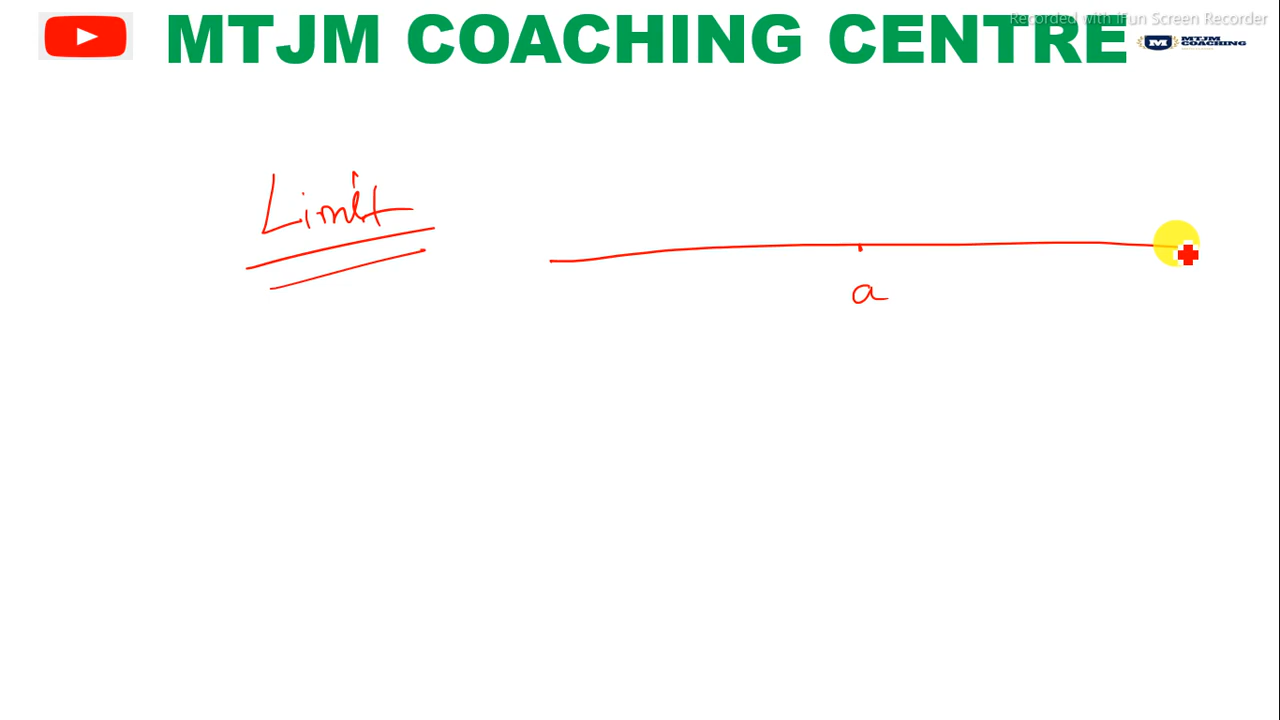 Recorded with iFun Screen Recorder
MTJM COACHING CENTRE
MTJM
COACHING
Limit
a